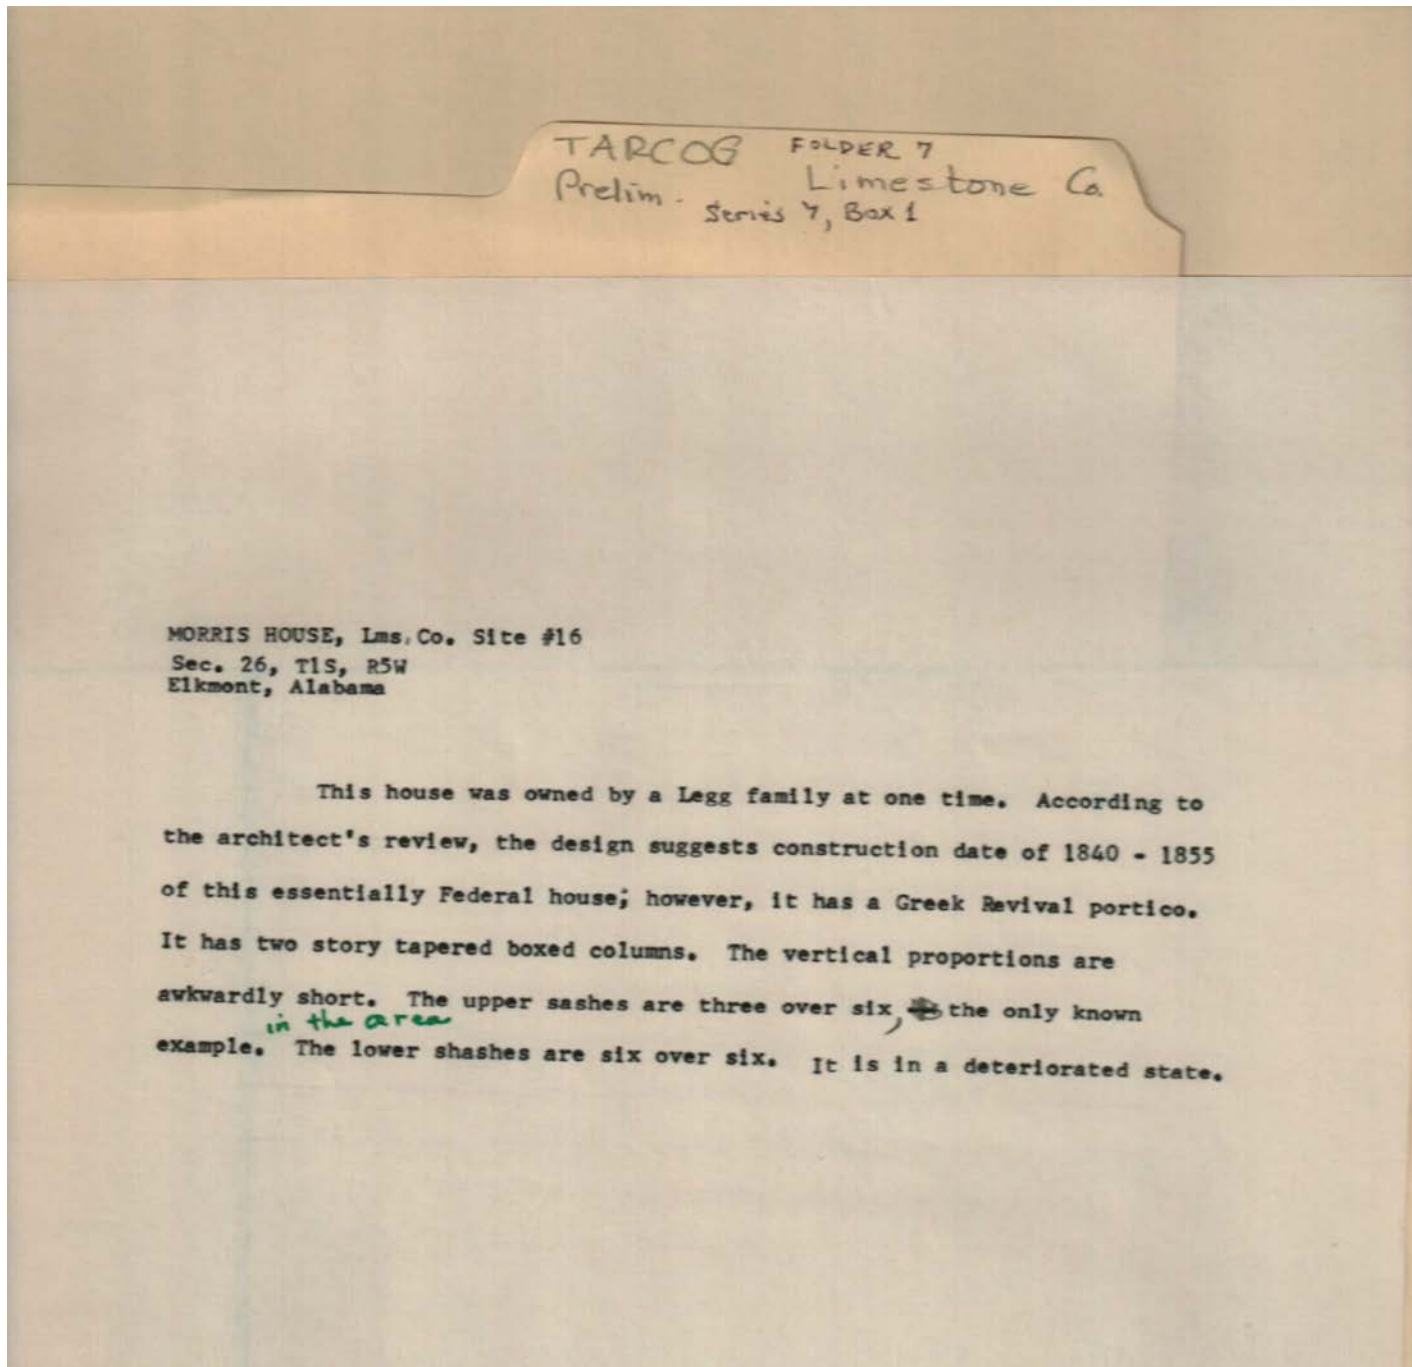 TARCOG FOLDER 7
Prelim. Limestone Co.
Series 7, Box 1
MORRIS HOUSE, Lms. Co. Site #16
Sec. 26, T1S, R5W
Elkmont, Alabama
This house was owned by a Legg family at one time. According to
the architect's review, the design suggests construction date of 1840 - 1855
of this essentially Federal house; however, it has a Greek Revival portico.
It has two story tapered boxed columns. The vertical proportions are
awkwardly short. The upper sashes are three over six, the only known
in the area
example. The lower shashes are six over six. It is in a deteriorated state.